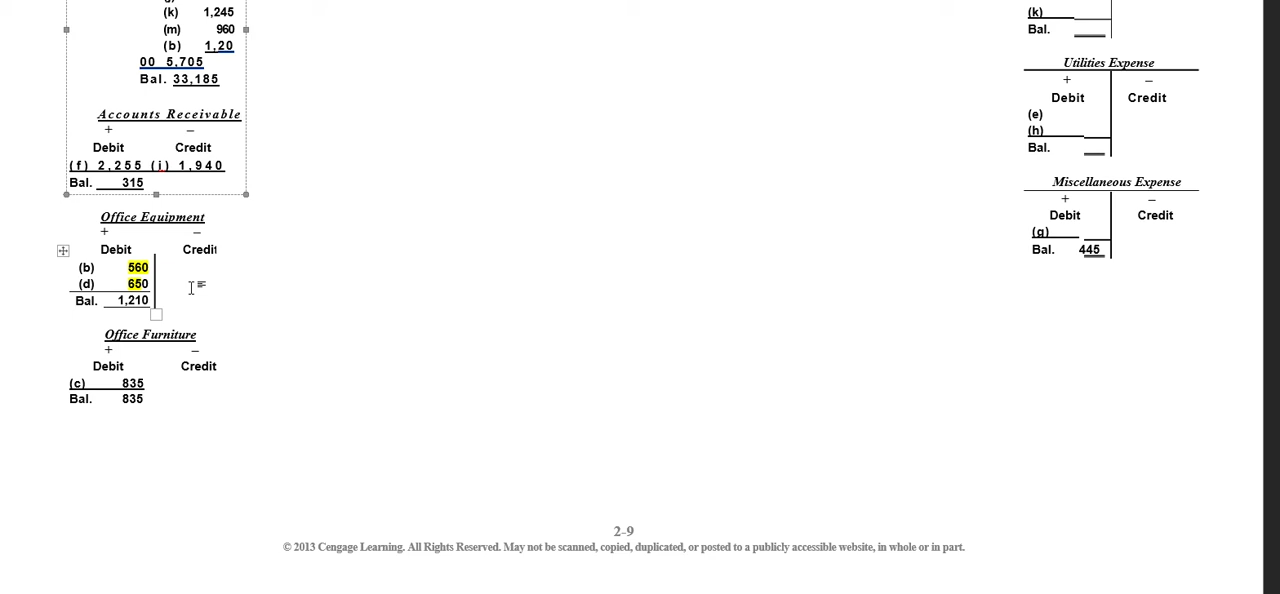 (k) 1,245
(m) 960
(b) 1,20
00 5,705
Bal. 33,185
Accounts Receivable
+ –
Debit Credit
(f) 2,255 (j) 1,940
Bal. 315
Office Equipment
+ –
Debit Credit
(b) 560
(d) 650
Bal. 1,210
Office Furniture
+ –
Debit Credit
(c) 835
Bal. 835
(k)
Bal.
Utilities Expense
+ –
Debit Credit
(e)
(h)
Bal.
Miscellaneous Expense
+ –
Debit Credit
(g)
Bal. 445
2-9
© 2013 Cengage Learning. All Rights Reserved. May not be scanned, copied, duplicated, or posted to a publicly accessible website, in whole or in part.